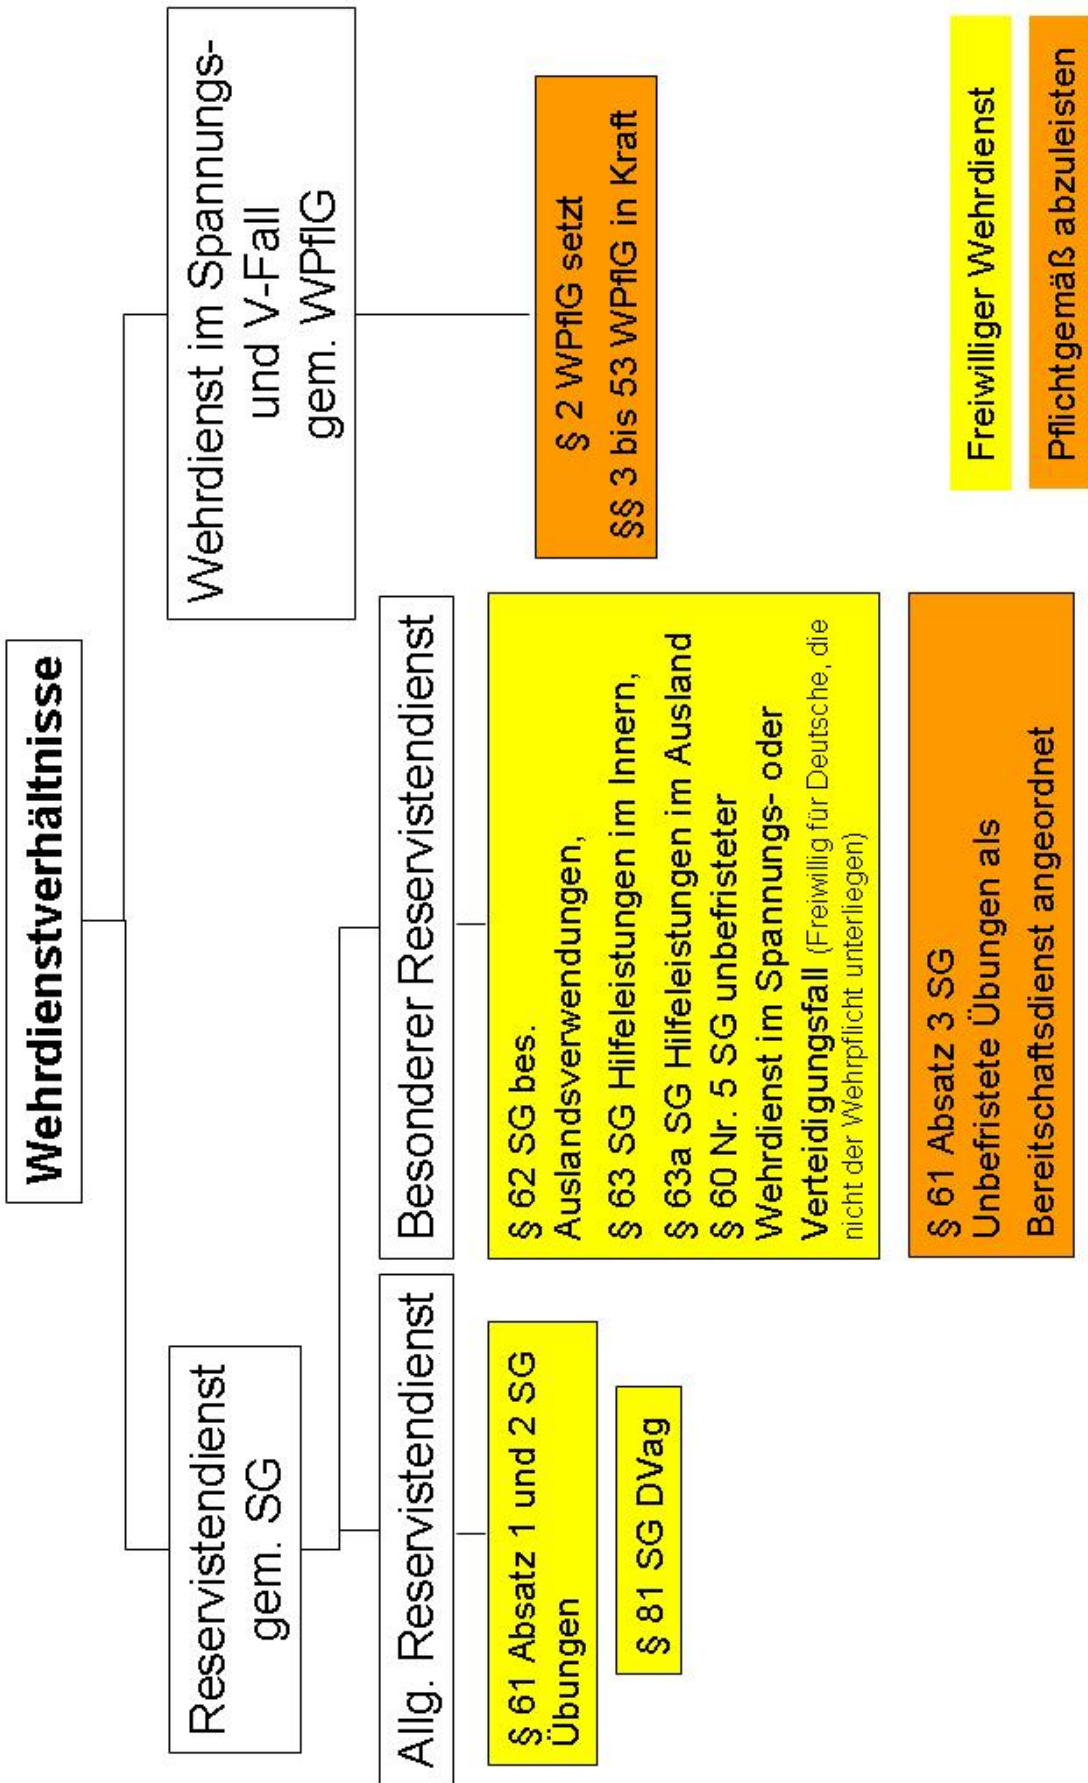 Wehrdienstverhältnisse
Reservistendienst
gem. SG
Wehrdienst im Spannungs-
und V-Fall
gem. WPflG
Allg. Reservistendienst
Besonderer Reservistendienst
§ 61 Absatz 1 und 2 SG
Übungen
§ 81 SG DVag
§ 62 SG bes.
Auslandsverwendungen,
§ 63 SG Hilfeleistungen im Innern,
§ 63a SG Hilfeleistungen im Ausland
§ 60 Nr. 5 SG unbefristeter
Wehrdienst im Spannungs- oder
Verteidigungsfall (Freiwillig für Deutsche, die
nicht der Wehrpflicht unterliegen)
§ 61 Absatz 3 SG
Unbefristete Übungen als
Bereitschaftsdienst angeordnet
§ 2 WPflG setzt
§§ 3 bis 53 WPflG in Kraft
Freiwilliger Wehrdienst
Pflichtgemäß abzuleisten